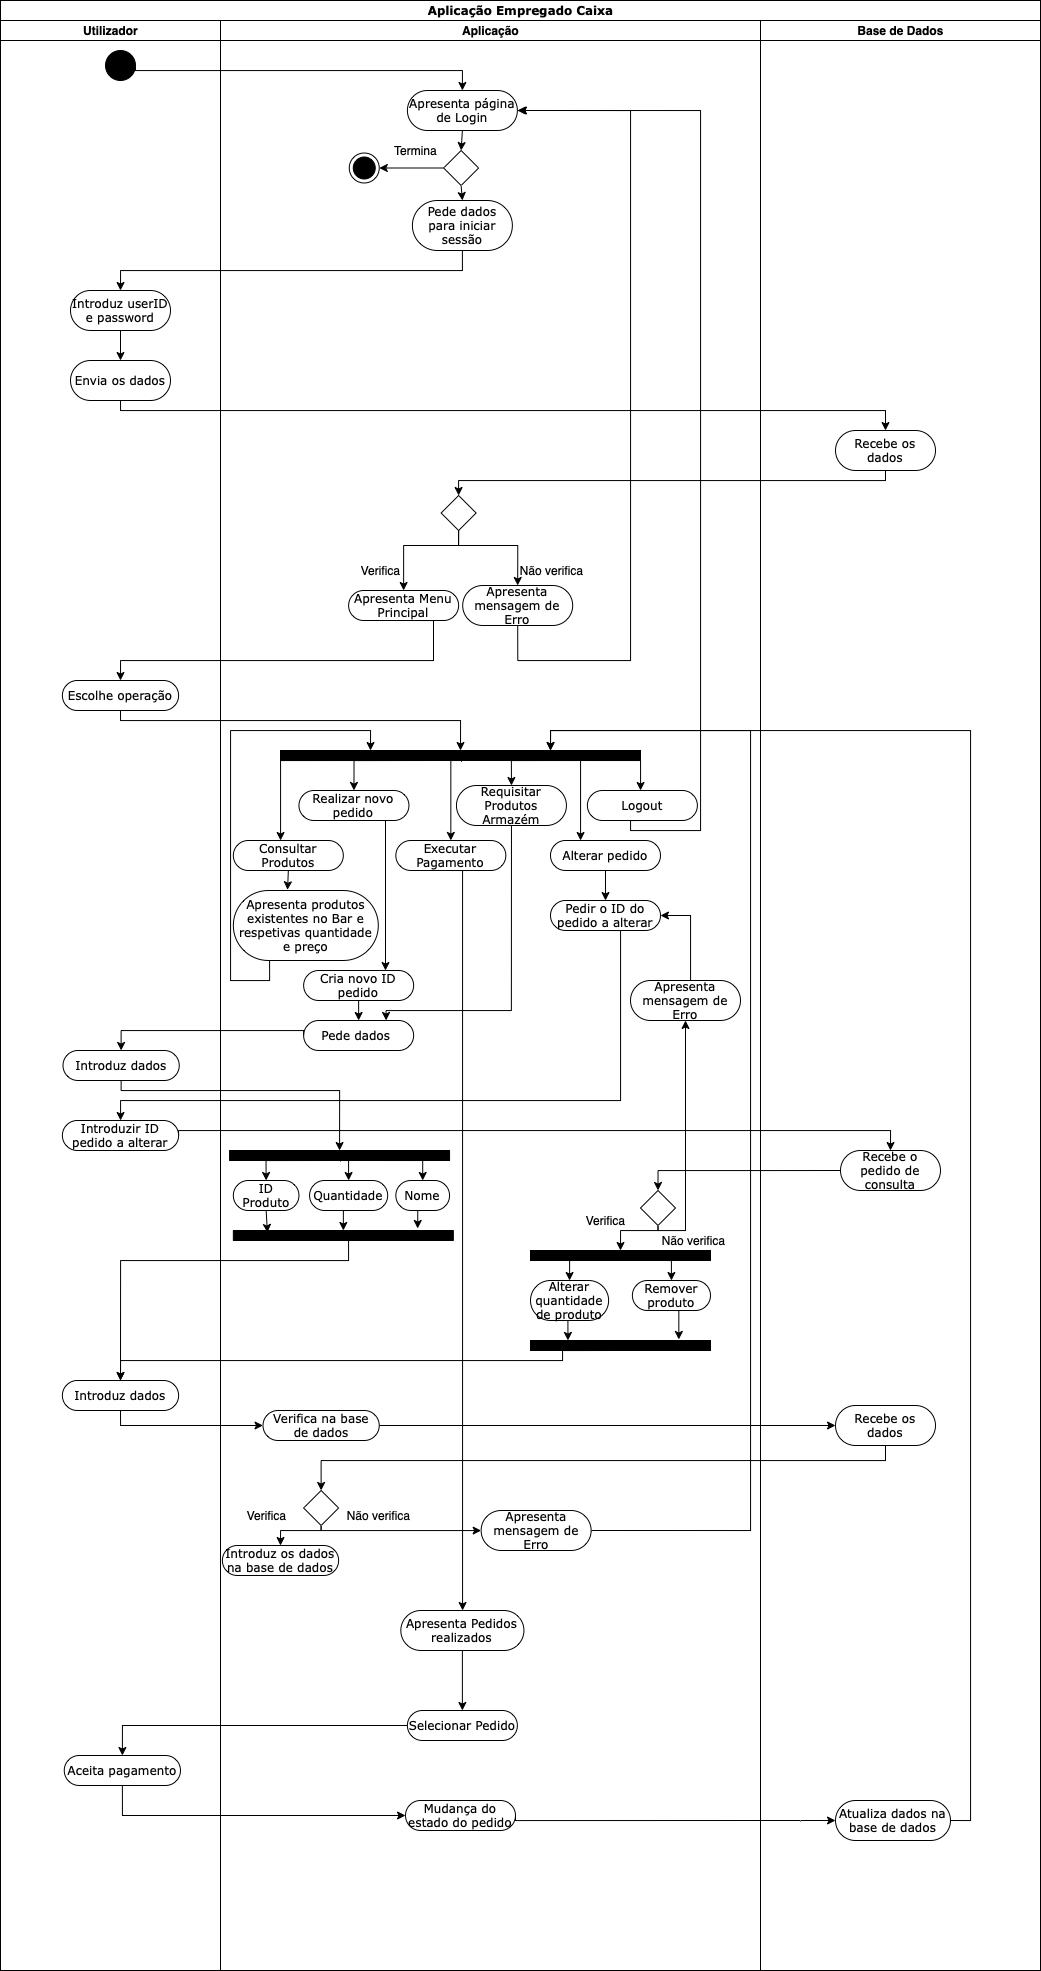 Aplicação Empregado Caixa
Utilizador
Aplicação
Base de Dados
Apresenta página
de Login
Termina
Pede dados
para iniciar
sessão
Introduz userID
e password
Envia os dados
Recebe os
dados
Verifica
Não verifica
Apresenta Menu
Principal
Apresenta
mensagem de
Erro
Escolhe operação
Realizar novo
pedido
Requisitar
Produtos
Armazém
Logout
Consultar
Produtos
Executar
Pagamento
Alterar pedido
Apresenta produtos
existentes no Bar e
respetivas quantidade
e preço
Pedir o ID do
pedido a alterar
Cria novo ID
pedido
Apresenta
mensagem de
Erro
Pede dados
Introduz dados
Introduzir ID
pedido a alterar
Recebe o
pedido de
consulta
ID
Produto
Quantidade
Nome
Verifica
Não verifica
Alterar
quantidade
de produto
Remover
produto
Introduz dados
Verifica na base
de dados
Recebe os
dados
Verifica
Não verifica
Apresenta
mensagem de
Erro
Introduz os dados
na base de dados
Apresenta Pedidos
realizados
Selecionar Pedido
Aceita pagamento
Mudança do
estado do pedido
Atualiza dados na
base de dados